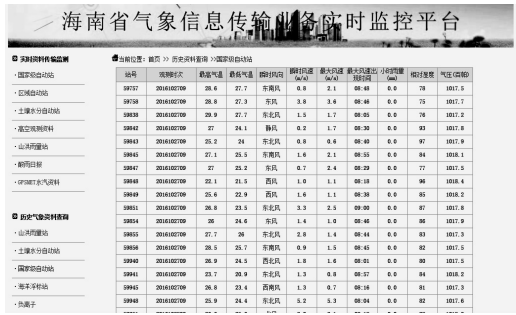 海南省气象信息传输业务实时监控平台
实时资料传输监测
· 国家级自动站
· 区域自动站
· 土壤水分自动站
· 高空观测资料
· 山洪雨量站
· 酸雨日报
· GPSMET水汽资料
历史气象资料查询
· 山洪雨量站
· 土壤水分自动站
· 国家级自动站
· 海洋浮标站
· 负离子
当前位置: 首页 >> 历史资料查询 >>国家级自动站
站号 观测时次 最高气温 最低气温 瞬时风向 瞬时风速(m/s) 最大风速(m/s) 最大风速出现时间 小时雨量(mm) 相对湿度 气压(百帕)
59757 2016102709 28.6 27.7 东南风 0.8 2.1 08:48 0.0 78 1017.5
59758 2016102709 28.8 27.3 东风 3.8 3.6 08:46 0.0 75 1017.7
59838 2016102709 29.9 27.7 东北风 1.5 1.7 08:05 0.0 76 1017.2
59842 2016102709 27 24.1 静风 0.2 1.7 08:30 0.0 93 1017.8
59843 2016102709 25.2 24 东北风 0.8 0.6 08:40 0.0 97 1017.9
59845 2016102709 27.1 25.5 东南风 1.6 2.1 08:55 0.0 84 1018.1
59847 2016102709 27 25.2 东风 0.7 2.4 08:29 0.0 77 1017.5
59848 2016102709 22.1 21.5 西风 1.0 1.1 08:18 0.0 96 1018.4
59849 2016102709 25.6 22.9 西风 1.6 1.1 08:38 0.0 85 1018.2
59851 2016102709 26.8 23.5 东北风 3.3 2.5 09:00 0.0 87 1017.8
59854 2016102709 26 24.6 东风 1.4 1.0 08:46 0.0 86 1017.9
59855 2016102709 27.7 26 东北风 2.8 1.4 08:44 0.0 83 1017.3
59856 2016102709 28.5 25.7 东南风 0.9 1.5 08:45 0.0 82 1017.5
59940 2016102709 26.9 24.5 西北风 1.8 1.6 08:01 0.0 80 1017.5
59941 2016102709 23.7 20.9 东北风 1.3 0.8 08:57 0.0 84 1018.2
59945 2016102709 26.8 23.4 西南风 1.3 0.7 08:16 0.0 81 1017.3
59948 2016102709 25.9 24.4 东北风 5.2 5.3 08:04 0.0 82 1017.6